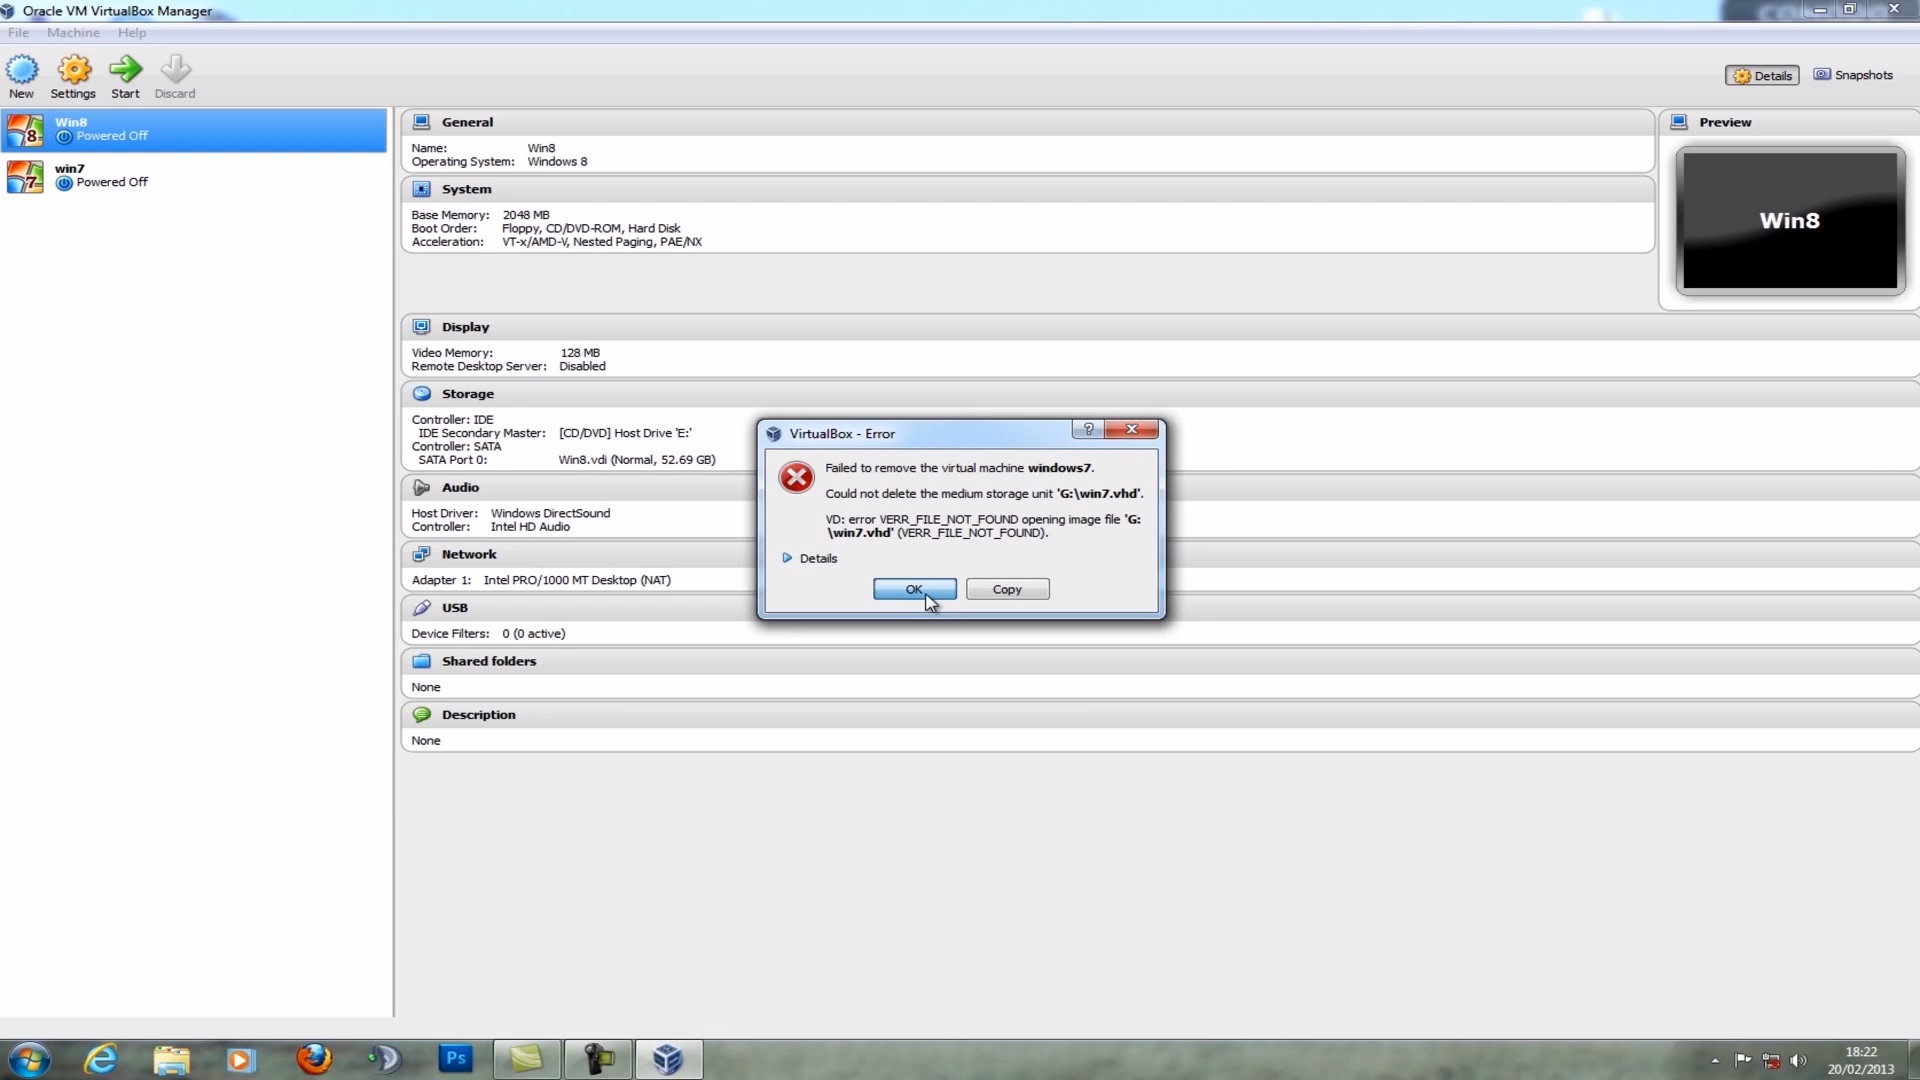 Oracle VM VirtualBox Manager
File Machine Help
New Settings Start Discard
Details Snapshots
Win8
Powered Off
win7
Powered Off
General
Name: Win8
Operating System: Windows 8
System
Base Memory: 2048 MB
Boot Order: Floppy, CD/DVD-ROM, Hard Disk
Acceleration: VT-x/AMD-V, Nested Paging, PAE/NX
Preview
Win8
Display
Video Memory: 128 MB
Remote Desktop Server: Disabled
Storage
Controller: IDE
IDE Secondary Master: [CD/DVD] Host Drive 'E:'
Controller: SATA
SATA Port 0: Win8.vdi (Normal, 52.69 GB)
Audio
Host Driver: Windows DirectSound
Controller: Intel HD Audio
Network
Adapter 1: Intel PRO/1000 MT Desktop (NAT)
USB
Device Filters: 0 (0 active)
Shared folders
None
Description
None
VirtualBox - Error
Failed to remove the virtual machine windows7.
Could not delete the medium storage unit 'G:\win7.vhd'.
VD: error VERR_FILE_NOT_FOUND opening image file 'G:
\win7.vhd' (VERR_FILE_NOT_FOUND).
Details
OK Copy
Ps
18:22
20/02/2013